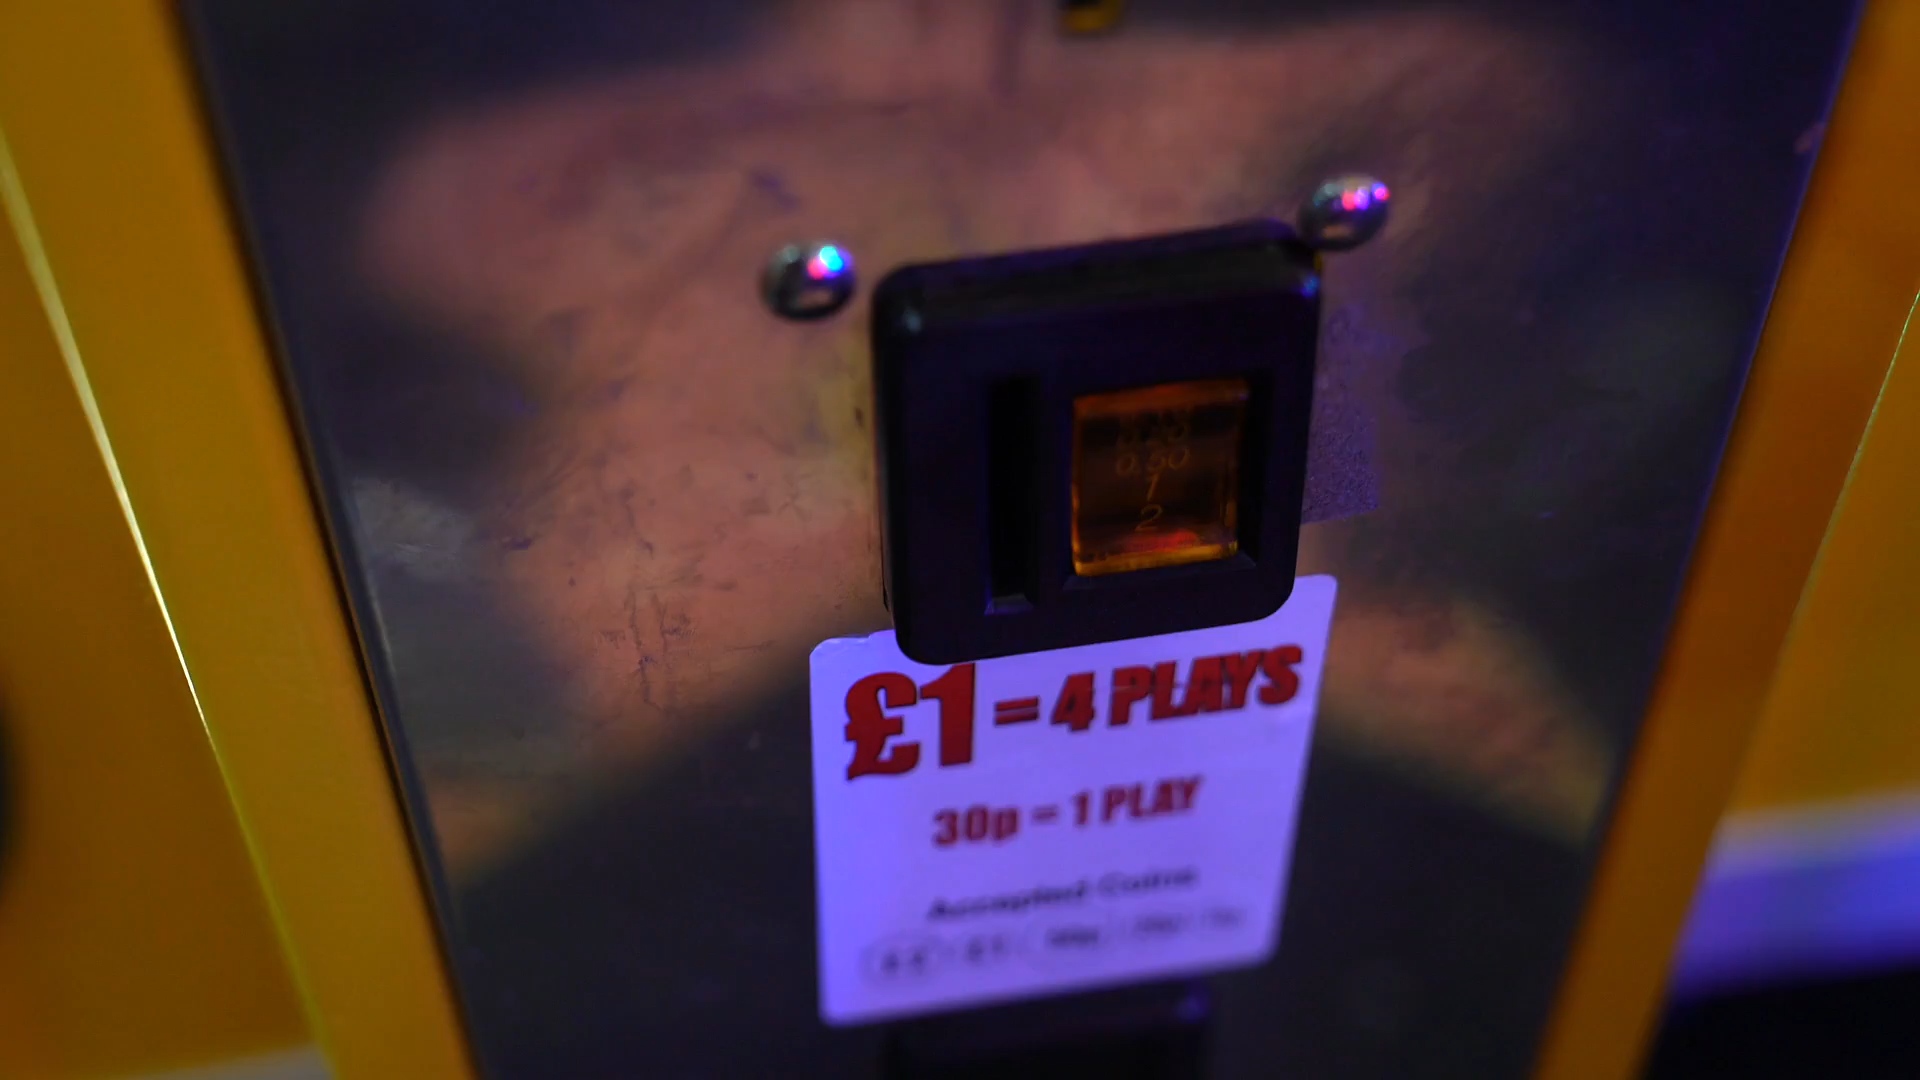 0.50
1
2
£1 = 4 PLAYS
30p = 1 PLAY
Accepted Coins